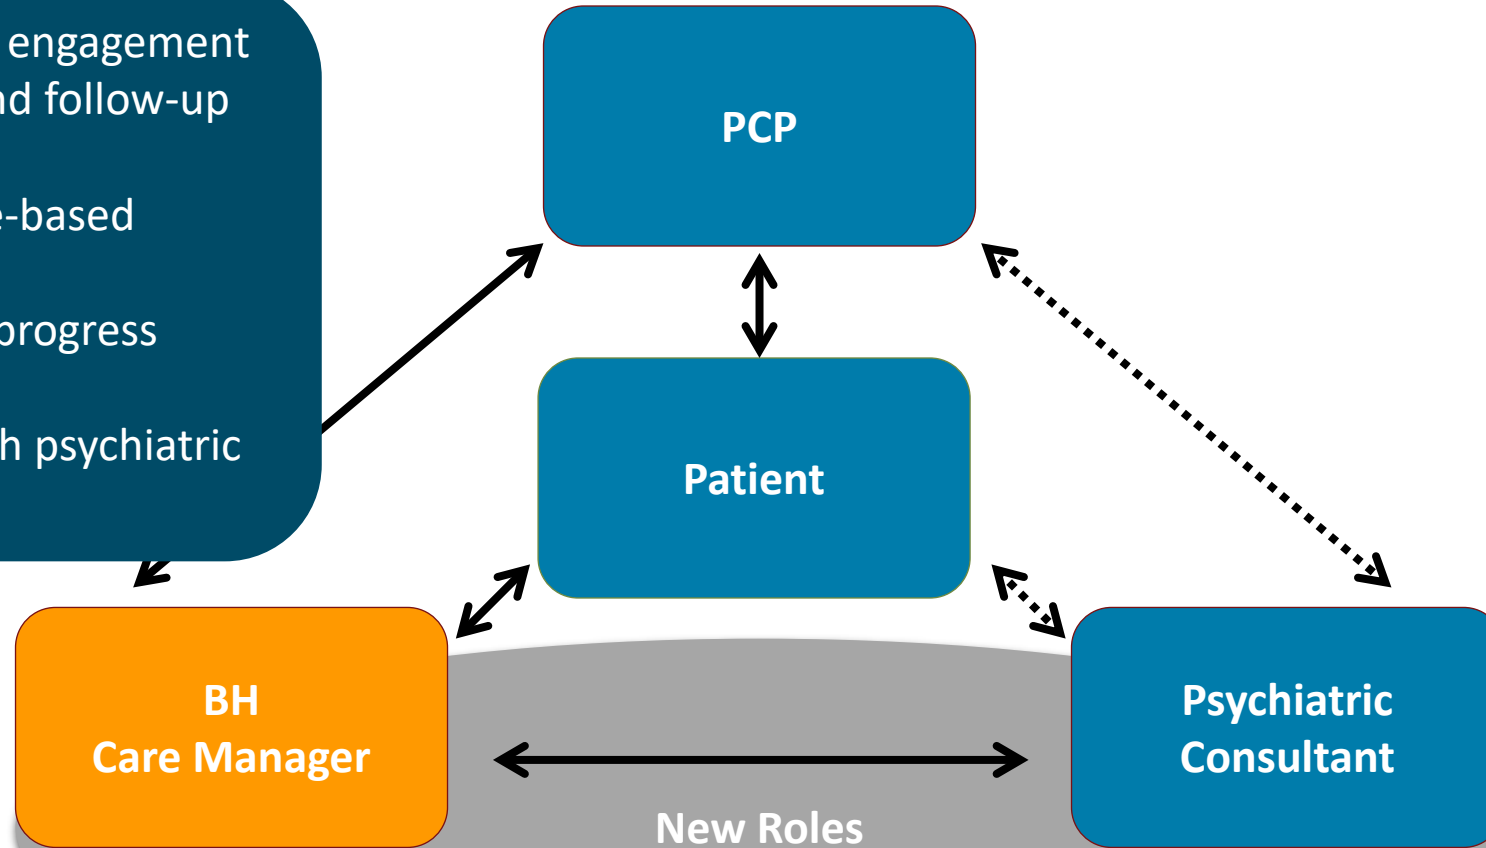 engagement
nd follow-up
e-based
progress
h psychiatric
PCP
Patient
BH
Care Manager
Psychiatric
Consultant
New Roles